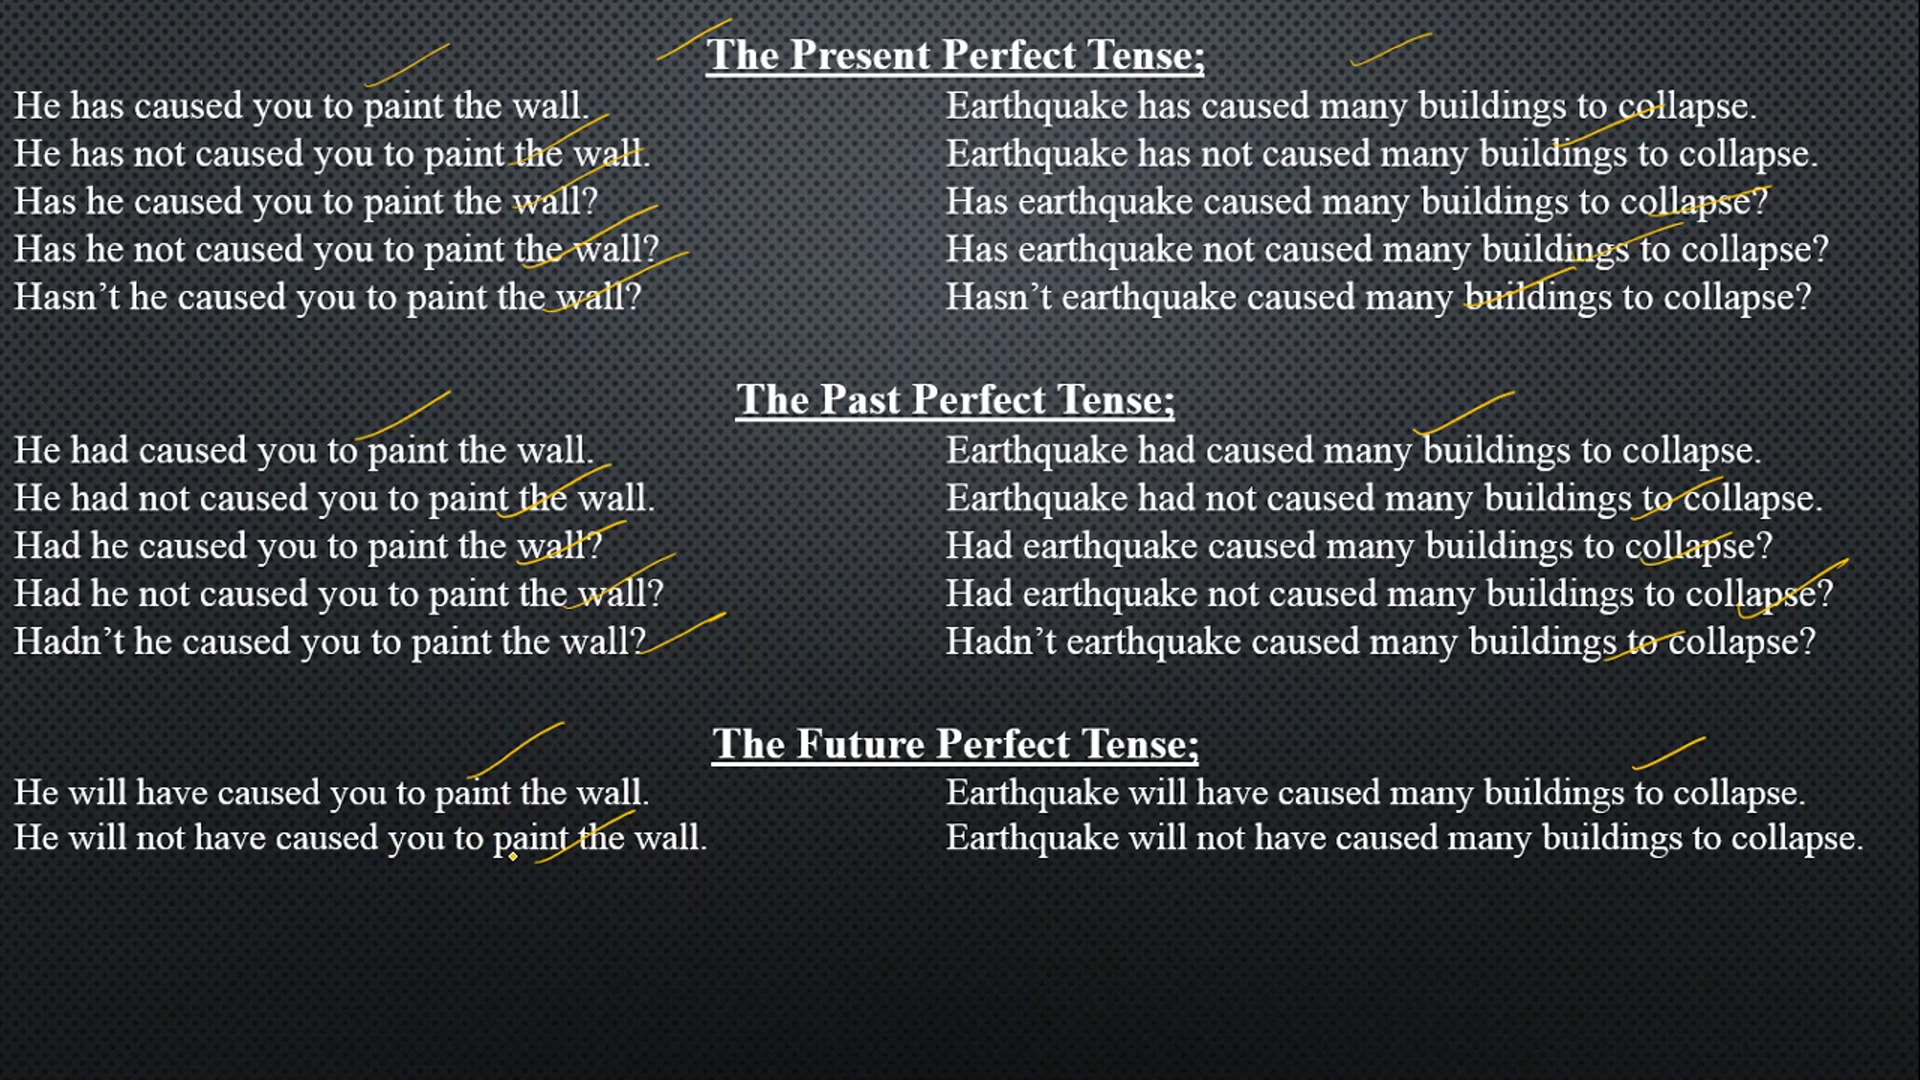 The Present Perfect Tense;
He has caused you to paint the wall. Earthquake has caused many buildings to collapse.
He has not caused you to paint the wall. Earthquake has not caused many buildings to collapse.
Has he caused you to paint the wall? Has earthquake caused many buildings to collapse?
Has he not caused you to paint the wall? Has earthquake not caused many buildings to collapse?
Hasn’t he caused you to paint the wall? Hasn’t earthquake caused many buildings to collapse?
The Past Perfect Tense;
He had caused you to paint the wall. Earthquake had caused many buildings to collapse.
He had not caused you to paint the wall. Earthquake had not caused many buildings to collapse.
Had he caused you to paint the wall? Had earthquake caused many buildings to collapse?
Had he not caused you to paint the wall? Had earthquake not caused many buildings to collapse?
Hadn’t he caused you to paint the wall? Hadn’t earthquake caused many buildings to collapse?
The Future Perfect Tense;
He will have caused you to paint the wall. Earthquake will have caused many buildings to collapse.
He will not have caused you to paint the wall. Earthquake will not have caused many buildings to collapse.